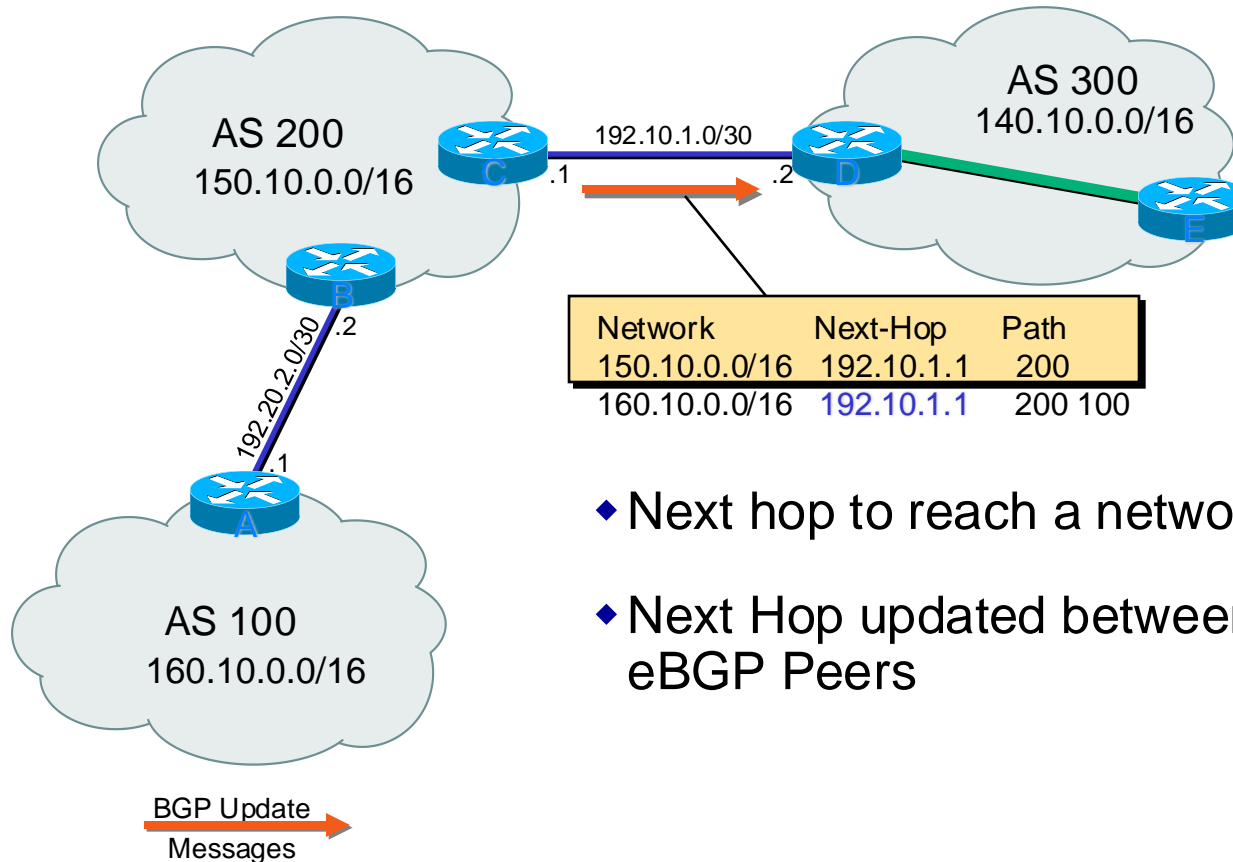 AS 300
140.10.0.0/16
AS 200
150.10.0.0/16
192.10.1.0/30
C
.1
.2
D
E
B
.2
Network Next-Hop Path
150.10.0.0/16 192.10.1.1 200
160.10.0.0/16 192.10.1.1 200 100
192.20.2.0/30
.1
A
◆ Next hop to reach a netwo
◆ Next Hop updated between
eBGP Peers
AS 100
160.10.0.0/16
BGP Update
Messages